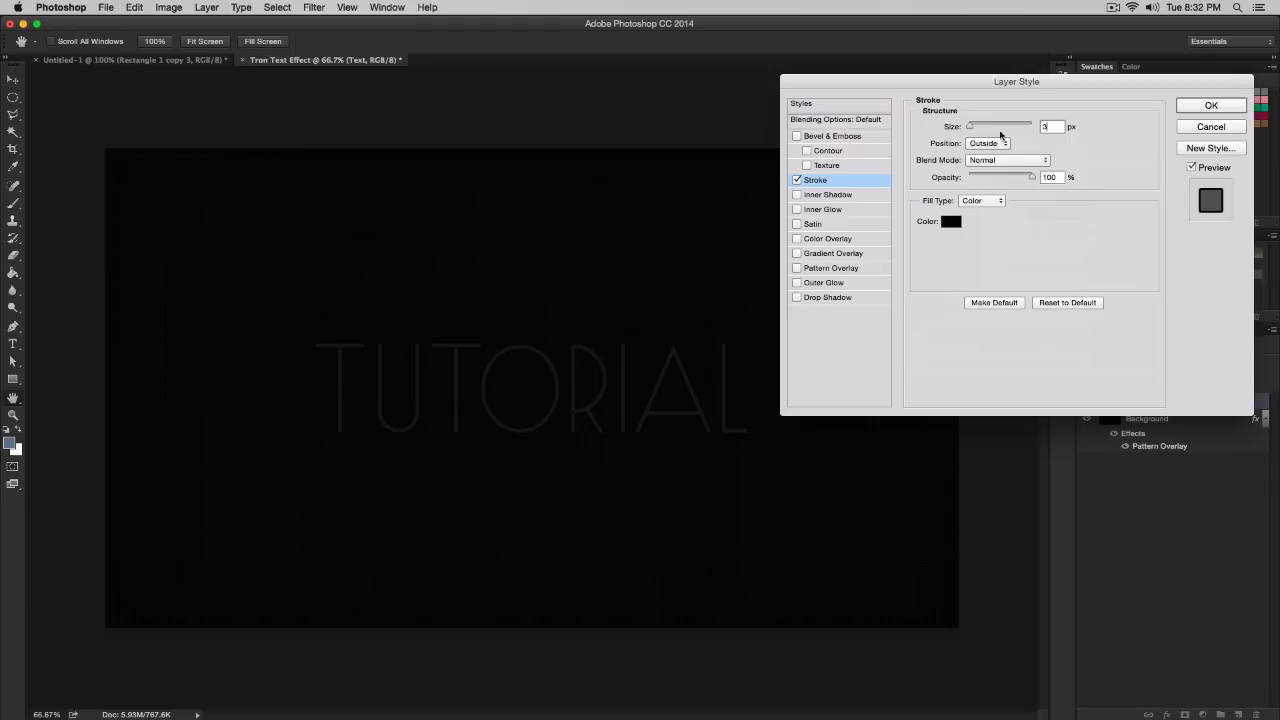 Photoshop File Edit Image Layer Type Select Filter View Window Help Tue 8:32 PM
Adobe Photoshop CC 2014
Scroll All Windows 100% Fit Screen Fill Screen Essentials
× Untitled-1 @ 100% (Rectangle 1 copy 3, RGB/8) * × Tron Text Effect @ 66.7% (Text, RGB/8) * Swatches Color
Layer Style
Styles
Blending Options: Default
Bevel & Emboss
Contour
Texture
Stroke
Inner Shadow
Inner Glow
Satin
Color Overlay
Gradient Overlay
Pattern Overlay
Outer Glow
Drop Shadow
Stroke
Structure
Size: 3 px
Position: Outside
Blend Mode: Normal
Opacity: 100 %
Fill Type: Color
Color:
Make Default Reset to Default
OK
Cancel
New Style...
Preview
TUTORIAL
Background fx
Effects
Pattern Overlay
66.67% Doc: 5.93M/767.6K